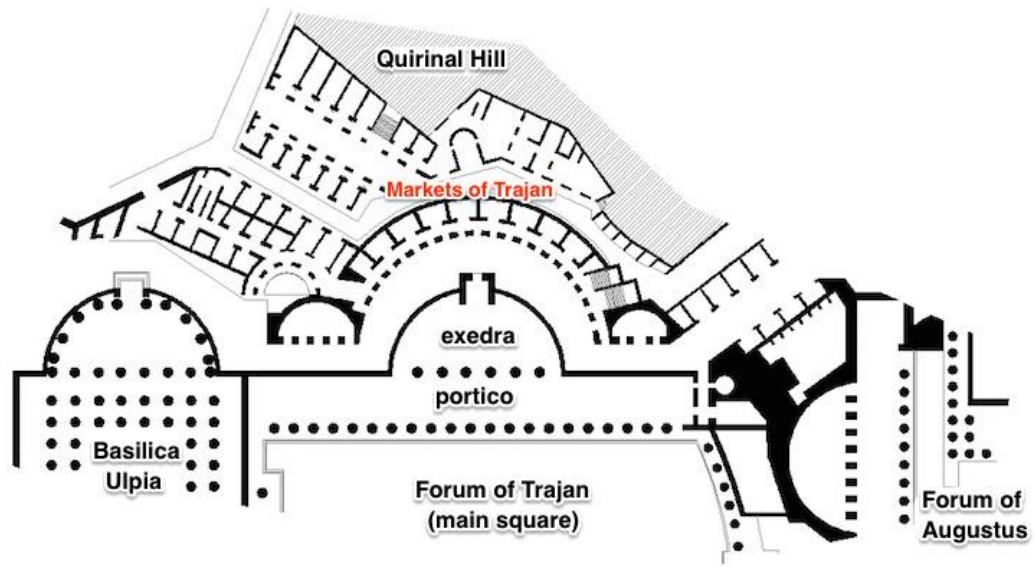 Quirinal Hill
Markets of Trajan
exedra
portico
Basilica
Ulpia
Forum of Trajan
(main square)
Forum of
Augustus